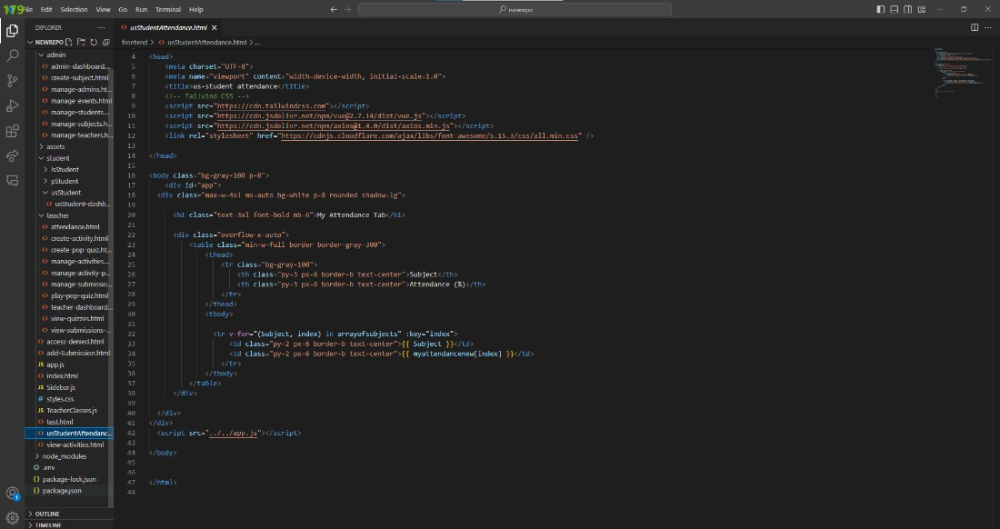 179
File Edit Selection View Go Run Terminal Help
newrepo
EXPLORER
NEWREPO
admin
admin-dashboard...
create-subject.html
manage-admins.ht...
manage-events.html
manage-students...
manage-subjects.h...
manage-teachers.h...
assets
student
lsStudent
pStudent
usStudent
usStudent-dashb...
teacher
attendance.html
create-activity.html
create-pop-quiz.ht...
manage-activities...
manage-activity-p...
manage-submissio...
play-pop-quiz.html
teacher-dashboard...
view-quizzes.html
view-submissions-...
access-denied.html
add-Submission.html
JS app.js
index.html
JS Sidebar.js
# styles.css
JS TeacherClasses.js
test.html
usStudentAttendanc...
view-activities.html
node_modules
.env
{} package-lock.json
{} package.json
OUTLINE
TIMELINE
1
usStudentAttendance.html
frontend > usStudentAttendance.html > ...
4 <head>
5 <meta charset="UTF-8">
6 <meta name="viewport" content="width-device-width, initial-scale-1.0">
7 <title>us-student attendance</title>
8 <!-- Tailwind CSS -->
9 <script src="https://cdn.tailwindcss.com"></script>
10 <script src="https://cdn.jsdelivr.net/npm/vue@2.7.14/dist/vue.js"></script>
11 <script src="https://cdn.jsdelivr.net/npm/axios@1.4.0/dist/axios.min.js"></script>
12 <link rel="stylesheet" href="https://cdnjs.cloudflare.com/ajax/libs/font-awesome/5.15.3/css/all.min.css" />
13
14 </head>
15
16 <body class="bg-gray-100 p-8">
17 <div id="app">
18 <div class="max-w-4xl mx-auto bg-white p-8 rounded shadow-lg">
19
20 <h1 class="text-3xl font-bold mb-6">My Attendance Tab</h1>
21
22 <div class="overflow-x-auto">
23 <table class="min-w-full border border-gray-300">
24 <thead>
25 <tr class="bg-gray-100">
26 <th class="py-3 px-6 border-b text-center">Subject</th>
27 <th class="py-3 px-6 border-b text-center">Attendance (%)</th>
28 </tr>
29 </thead>
30 <tbody>
31
32 <tr v-for="(Subject, index) in arrayofsubjects" :key="index">
33 <td class="py-2 px-6 border-b text-center">{{ Subject }}</td>
34 <td class="py-2 px-6 border-b text-center">{{ myattendancenew[index] }}</td>
35 </tr>
36 </tbody>
37 </table>
38 </div>
39
40 </div>
41 </div>
42 <script src="../../app.js"></script>
43
44 </body>
45
46
47 </html>
48